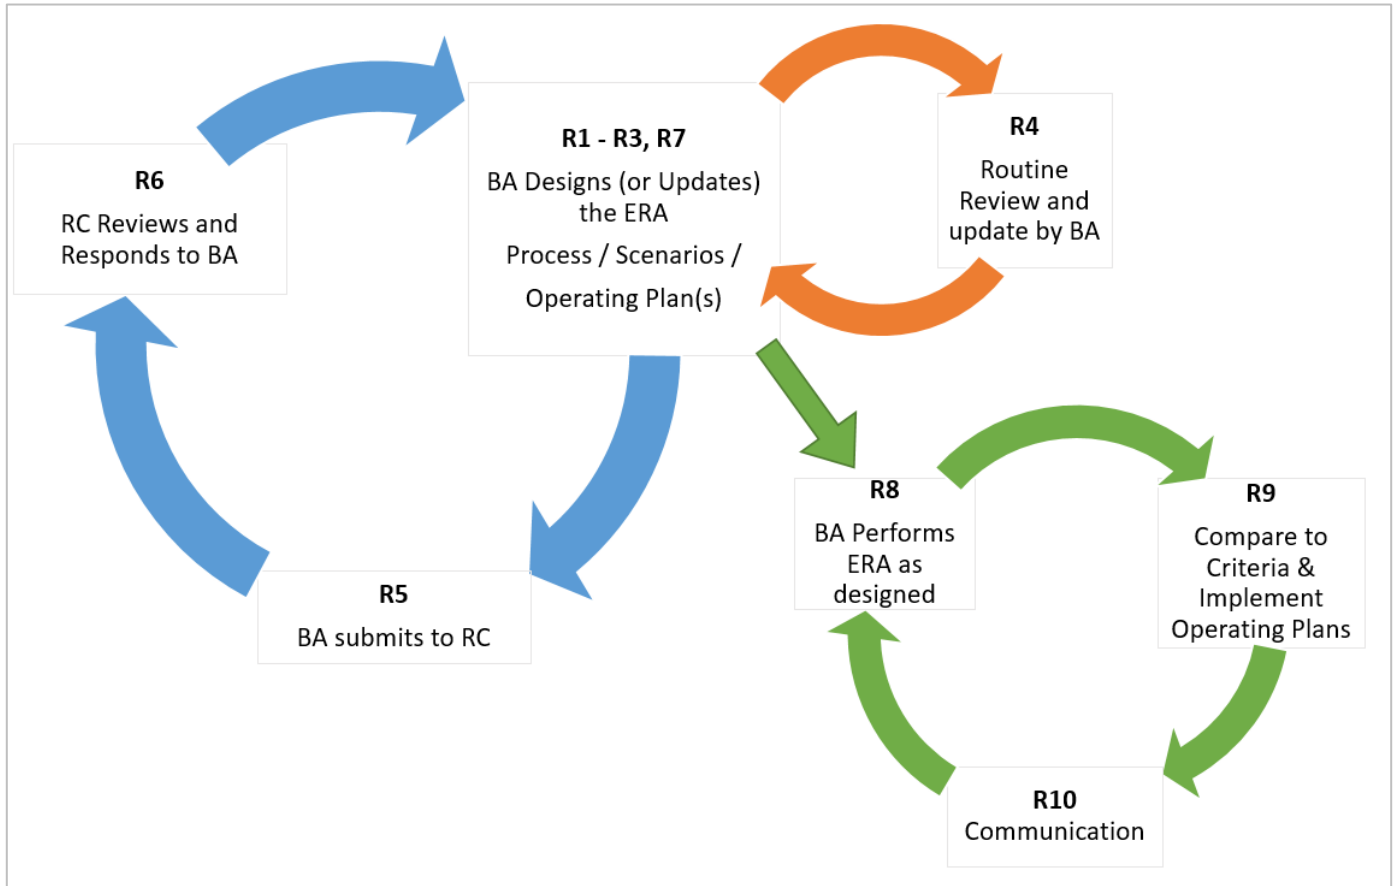 R6
RC Reviews and
Responds to BA
R1 - R3, R7
BA Designs (or Updates)
the ERA
Process / Scenarios /
Operating Plan(s)
R4
Routine
Review and
update by BA
R5
BA submits to RC
R8
BA Performs
ERA as
designed
R9
Compare to
Criteria &
Implement
Operating Plans
R10
Communication